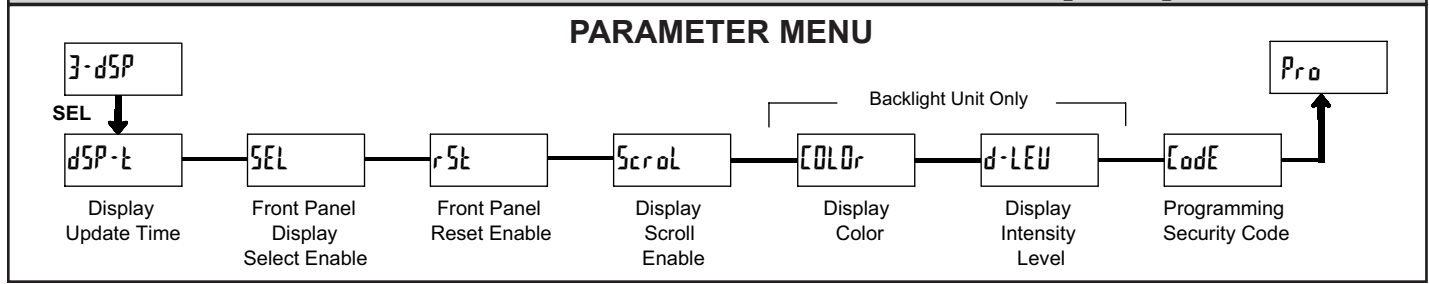 PARAMETER MENU
3-dSP
Pro
SEL
Backlight Unit Only
dSP-t
SEL
rSt
ScroL
COLOr
d-LEV
CodE
Display
Update Time
Front Panel
Display
Select Enable
Front Panel
Reset Enable
Display
Scroll
Enable
Display
Color
Display
Intensity
Level
Programming
Security Code